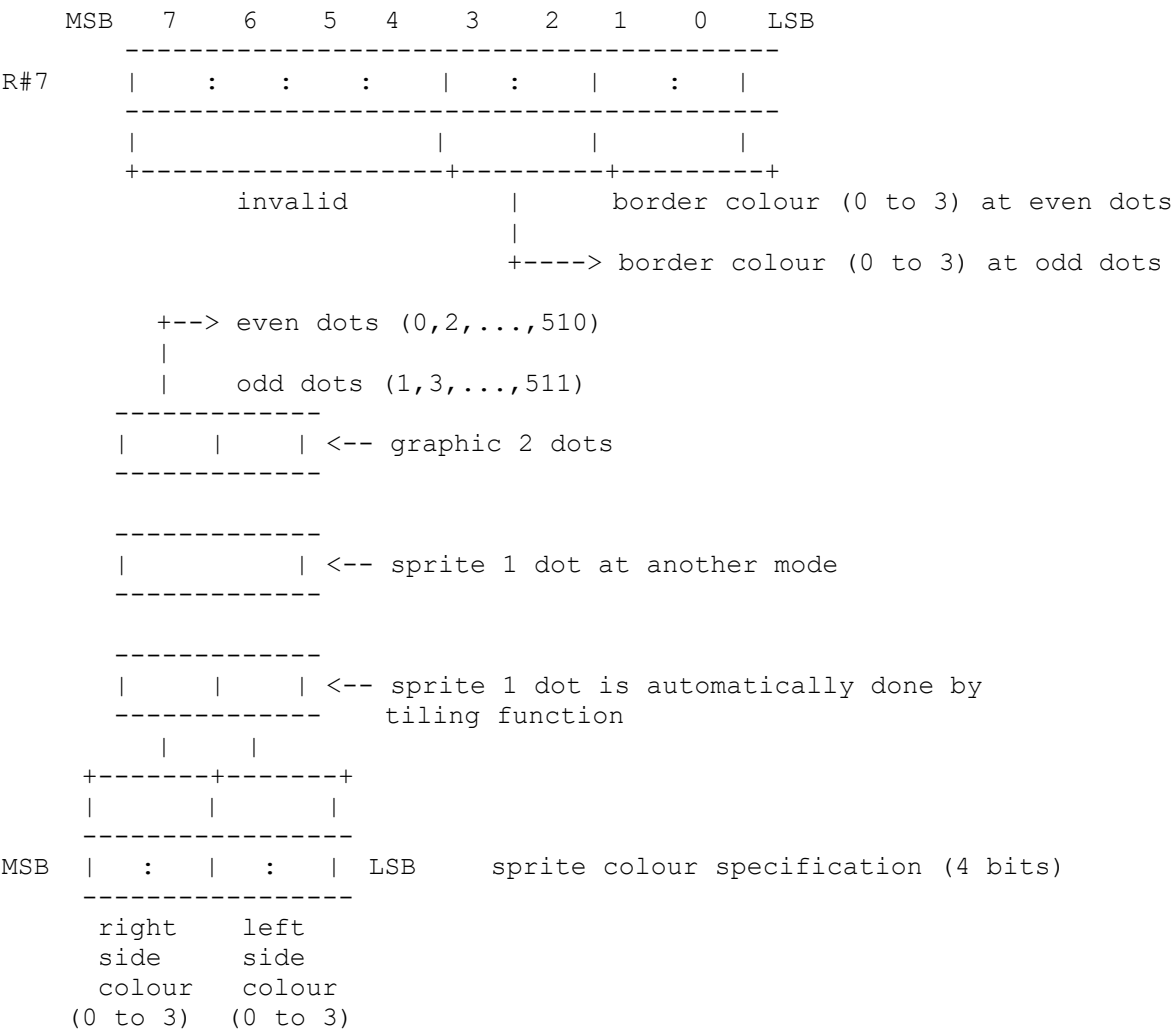 MSB   7    6    5   4    3    2   1    0    LSB
        -----------------------------------------
R#7     |    :    :    :    |    :    |    :    |
        -----------------------------------------
        |                   |         |         |
        +-------------------+---------+---------+
               invalid          |     border colour (0 to 3) at even dots
                                |
                                +----> border colour (0 to 3) at odd dots

          +--> even dots (0,2,...,510)
          |
          |    odd dots (1,3,...,511)
       -------------
       |     |     | <-- graphic 2 dots
       -------------

       -------------
       |           | <-- sprite 1 dot at another mode
       -------------

       -------------
       |     |     | <-- sprite 1 dot is automatically done by
       -------------    tiling function
          |     |
     +-------+-------+
     |       |       |
     -----------------
MSB  |   :   |   :   | LSB    sprite colour specification (4 bits)
     -----------------
      right    left
      side     side
      colour   colour
    (0 to 3)  (0 to 3)